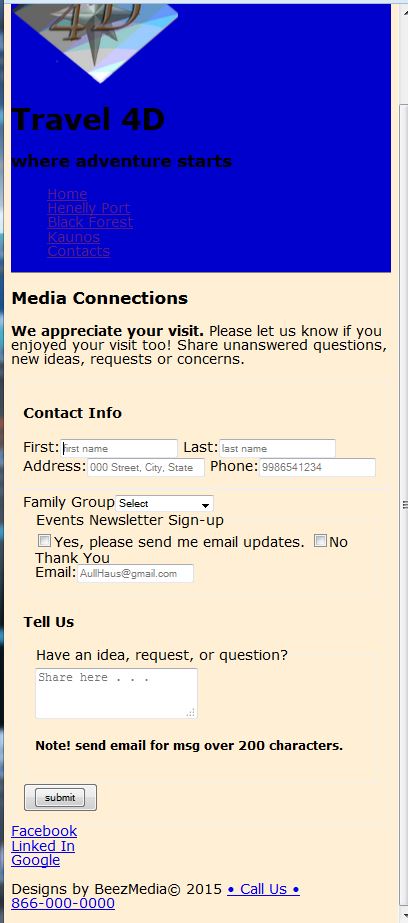 4D
Travel 4D
where adventure starts
Home
Henelly Port
Black Forest
Kaunos
Contacts
Media Connections
We appreciate your visit. Please let us know if you
enjoyed your visit too! Share unanswered questions,
new ideas, requests or concerns.
Contact Info
First: first name Last: last name
Address: 000 Street, City, State Phone: 9986541234
Family Group Select
Events Newsletter Sign-up
Yes, please send me email updates. No
Thank You
Email: AullHaus@gmail.com
Tell Us
Have an idea, request, or question?
Share here . . .
Note! send email for msg over 200 characters.
submit
Facebook
Linked In
Google
Designs by BeezMedia© 2015 • Call Us •
866-000-0000